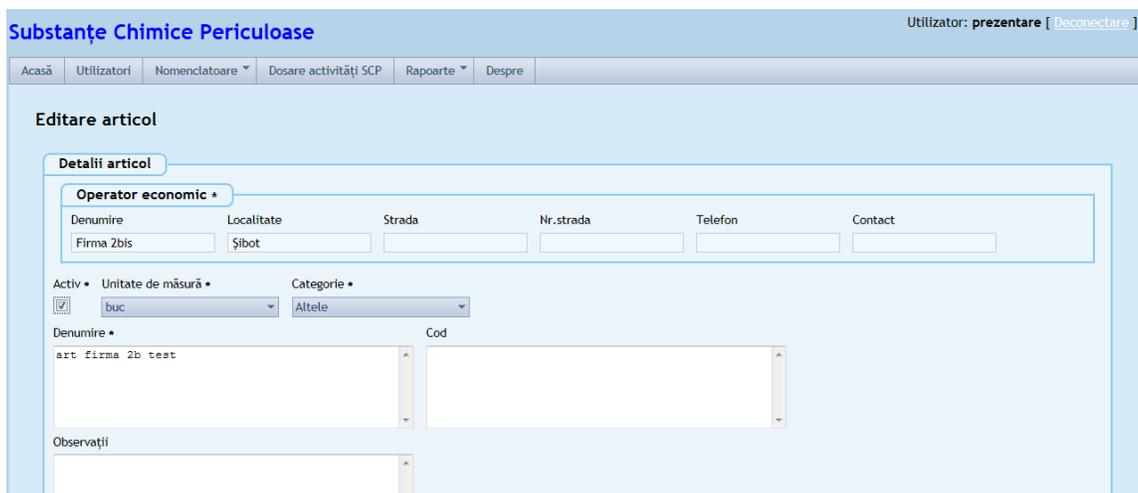 Substanțe Chimice Periculoase
Utilizator: prezentare [ Deconectare ]
Acasă Utilizatori Nomenclatoare Dosare activități SCP Rapoarte Despre
Editare articol
Detalii articol
Operator economic *
Denumire Localitate Strada Nr.strada Telefon Contact
Firma 2bis Șibot
Activ * Unitate de măsură * Categorie *
buc Altele
Denumire * Cod
art firma 2b test
Observații